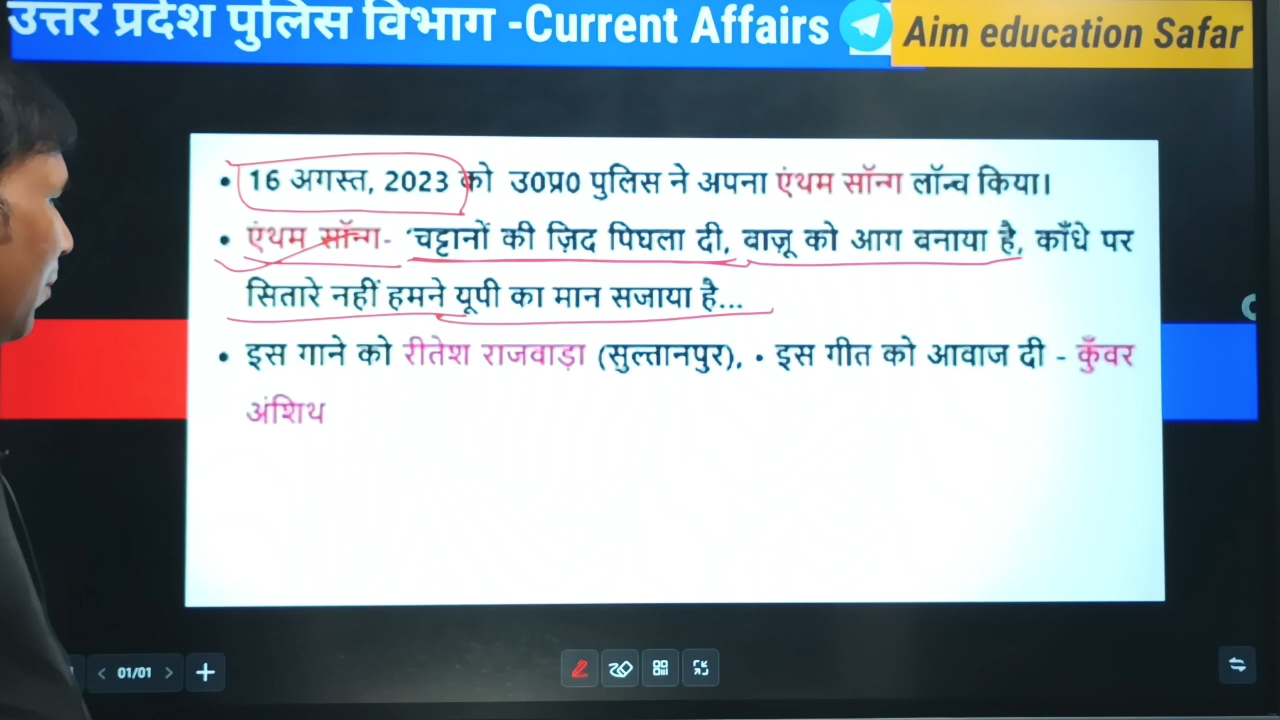 उत्तर प्रदेश पुलिस विभाग -Current Affairs
Aim education Safar
• 16 अगस्त, 2023 को उ0प्र0 पुलिस ने अपना एंथम सॉन्ग लॉन्च किया।
• एंथम सॉन्ग- 'चट्टानों की ज़िद पिघला दी, वाज़ू को आग बनाया है, काँधे पर
सितारे नहीं हमने यूपी का मान सजाया है...
• इस गाने को रीतेश राजवाड़ा (सुल्तानपुर), • इस गीत को आवाज दी - कुँवर
अंशिथ
01/01